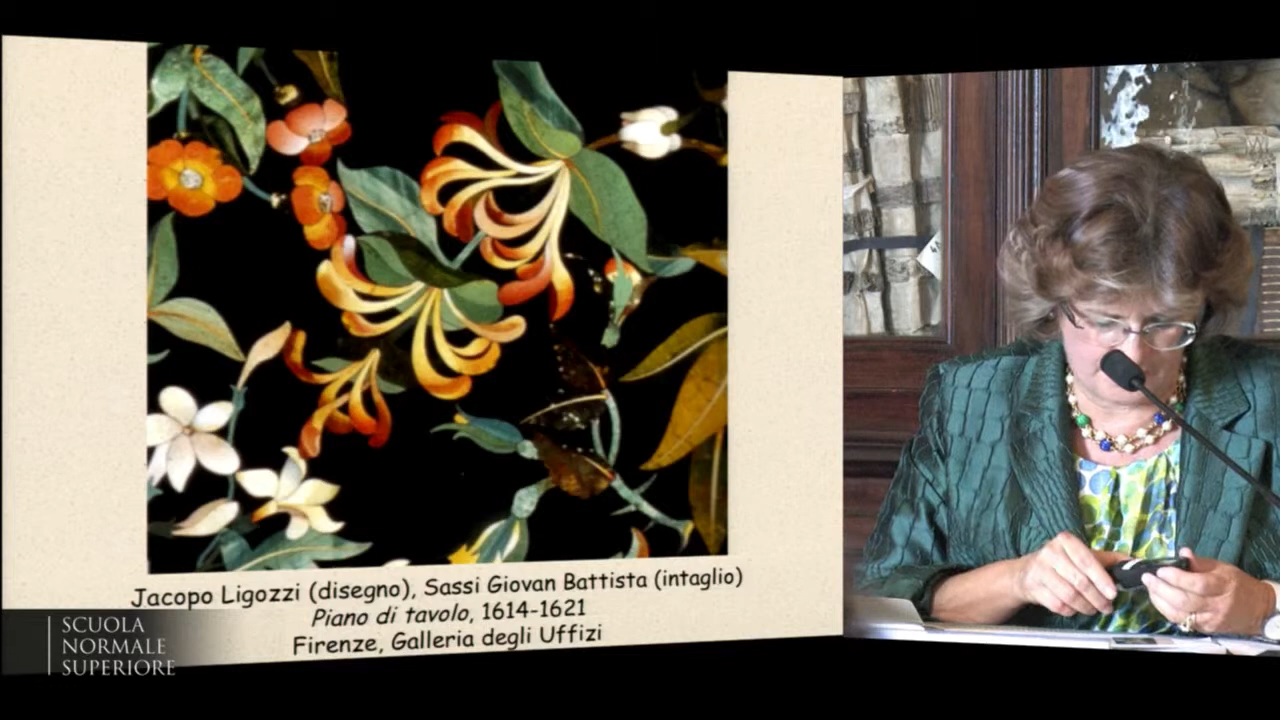 Jacopo Ligozzi (disegno), Sassi Giovan Battista (intaglio)
Piano di tavolo, 1614-1621
Firenze, Galleria degli Uffizi
SCUOLA
NORMALE
SUPERIORE